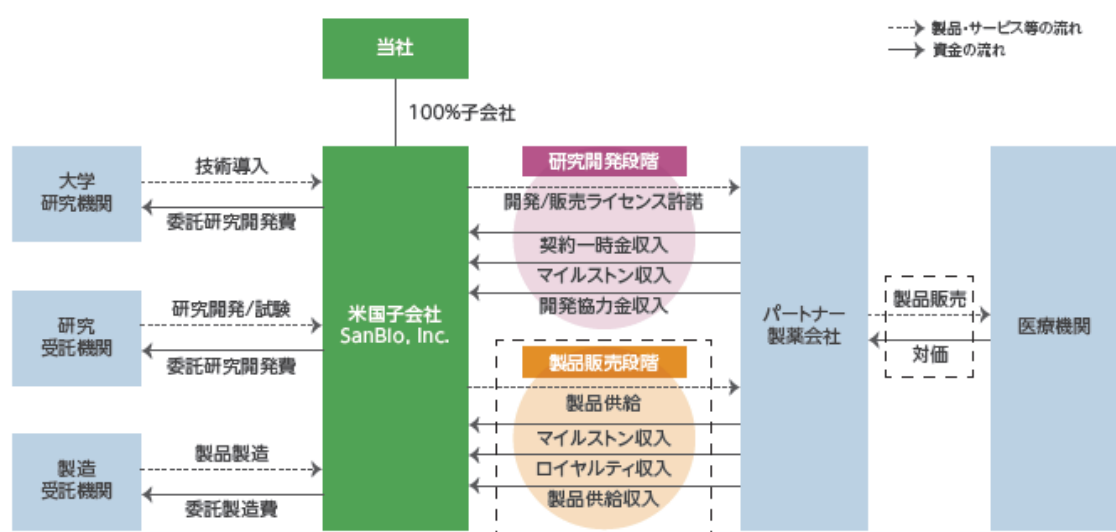 当社
製品・サービス等の流れ
資金の流れ
100%子会社
大学
研究機関
技術導入
委託研究開発費
研究
受託機関
研究開発/試験
委託研究開発費
製造
受託機関
製品製造
委託製造費
米国子会社
SanBio, Inc.
研究開発段階
開発/販売ライセンス許諾
契約一時金収入
マイルストン収入
開発協力金収入
製品販売段階
製品供給
マイルストン収入
ロイヤルティ収入
製品供給収入
パートナー
製薬会社
製品販売
対価
医療機関